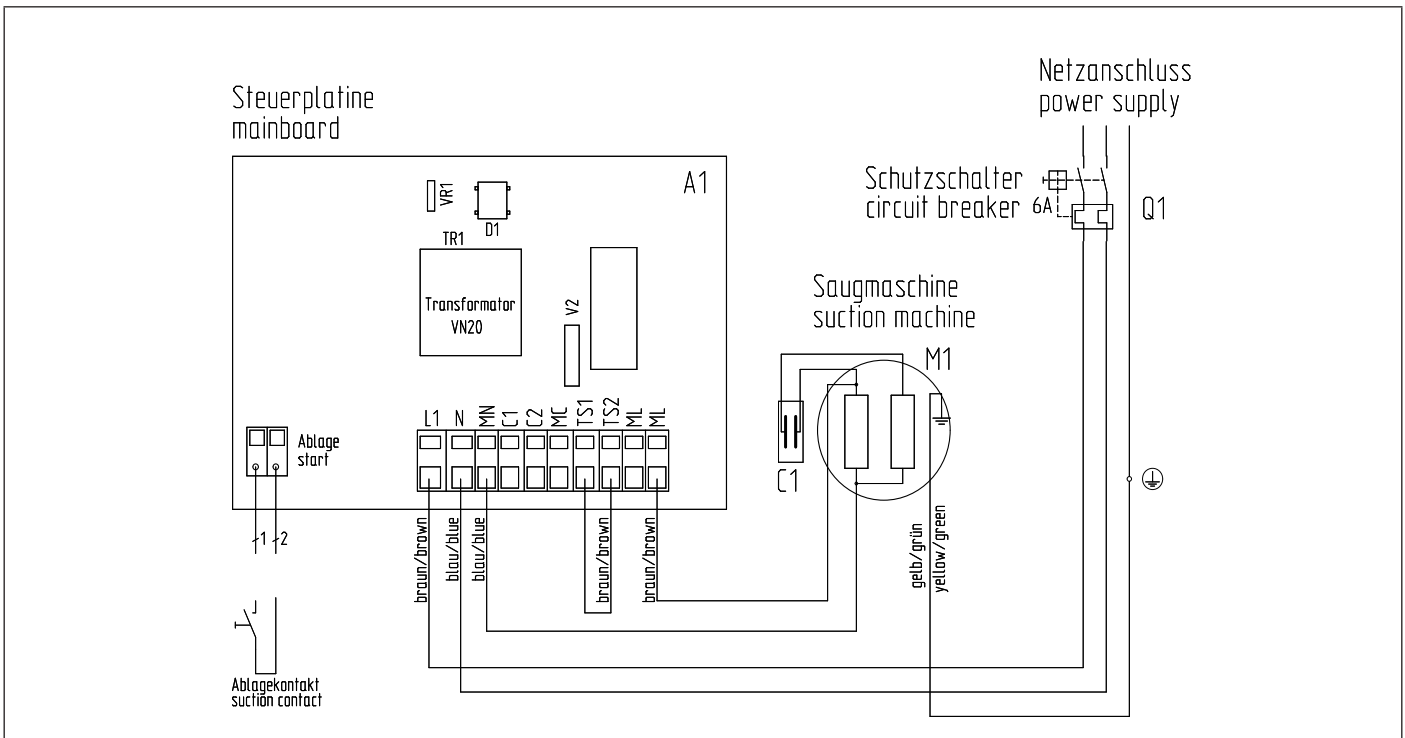 Netzanschluss
power supply
Steuerplatine
mainboard
A1
VR1
D1
TR1
Transformator
VN20
V2
Schutzschalter
circuit breaker
6A
Q1
Saugmaschine
suction machine
M1
C1
L1 N MN C1 C2 MC TS1 TS2 ML ML
Ablage
start
1 2
braun/brown
blau/blue
blau/blue
braun/brown
braun/brown
gelb/grün
yellow/green
Ablagekontakt
suction contact